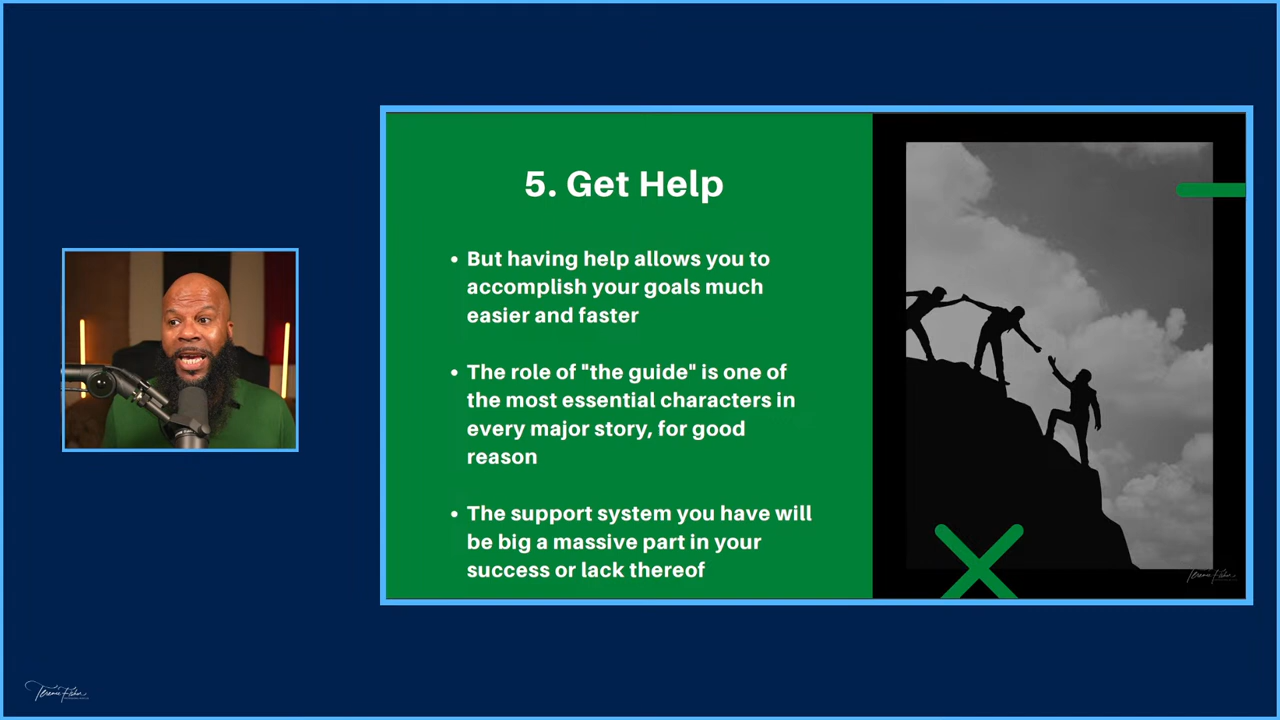 5. Get Help
• But having help allows you to
accomplish your goals much
easier and faster
• The role of "the guide" is one of
the most essential characters in
every major story, for good
reason
• The support system you have will
be big a massive part in your
success or lack thereof